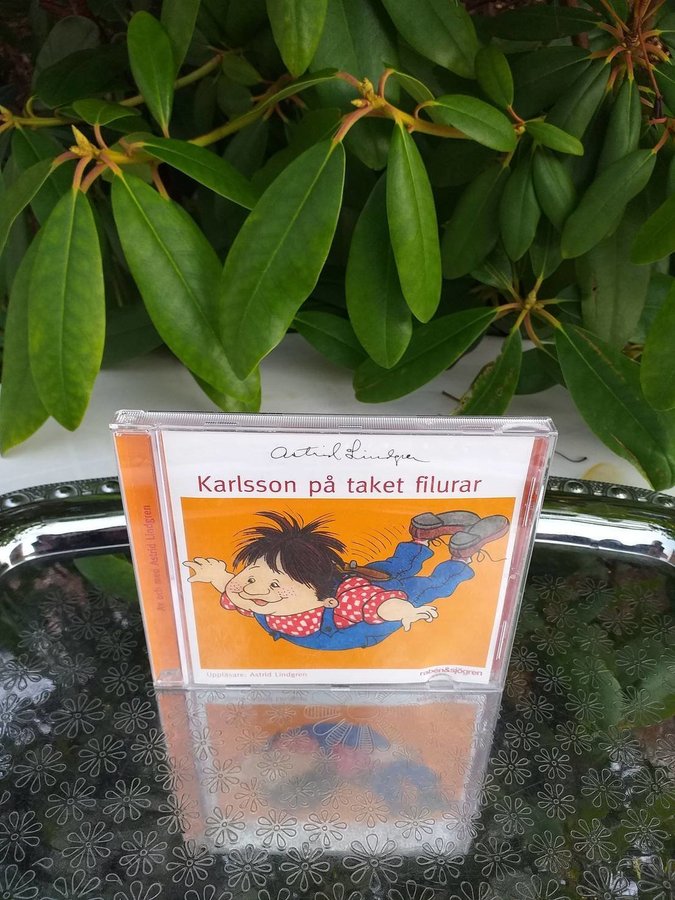 Astrid Lindgren
Karlsson på taket filurar
Av och med Astrid Lindgren
Uppläsare: Astrid Lindgren
rabén&sjögren